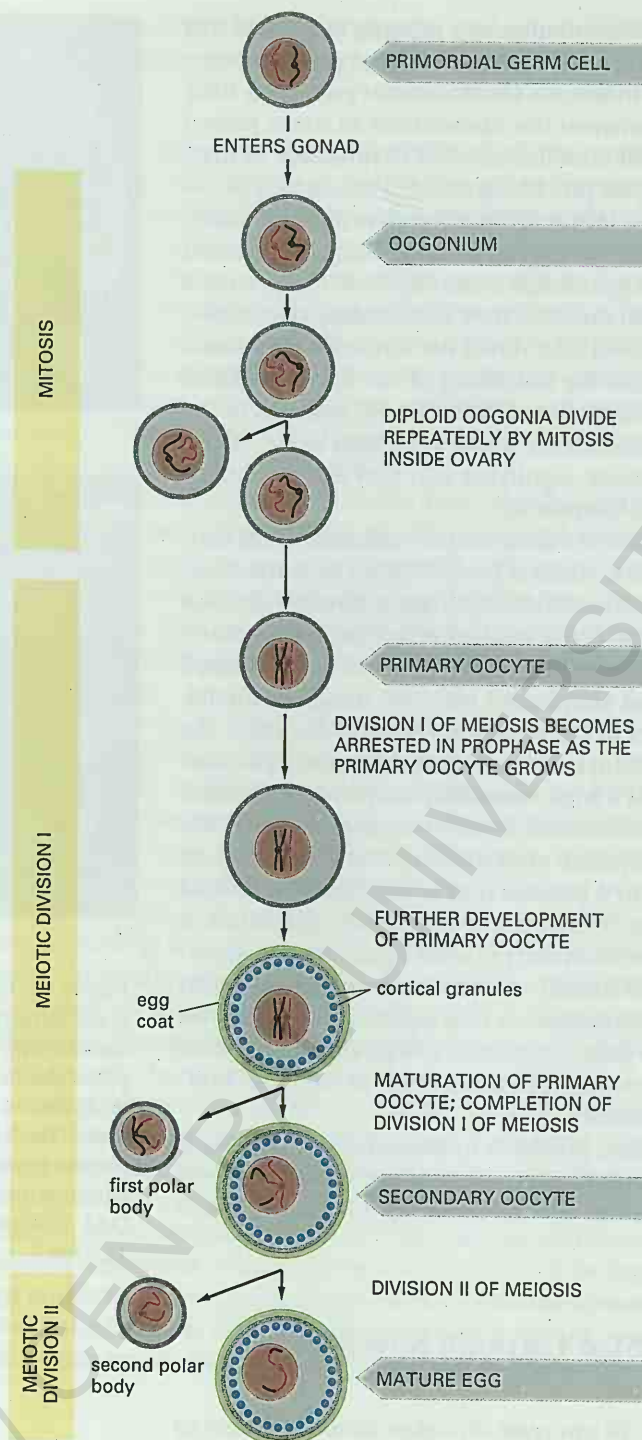 PRIMORDIAL GERM CELL
ENTERS GONAD
OOGONIUM
MITOSIS
DIPLOID OOGONIA DIVIDE
REPEATEDLY BY MITOSIS
INSIDE OVARY
PRIMARY OOCYTE
DIVISION I OF MEIOSIS BECOMES
ARRESTED IN PROPHASE AS THE
PRIMARY OOCYTE GROWS
MEIOTIC DIVISION I
FURTHER DEVELOPMENT
OF PRIMARY OOCYTE
egg
coat
cortical granules
MATURATION OF PRIMARY
OOCYTE; COMPLETION OF
DIVISION I OF MEIOSIS
first polar
body
SECONDARY OOCYTE
MEIOTIC
DIVISION II
DIVISION II OF MEIOSIS
second polar
body
MATURE EGG
CENTRAL UNIVERSIT